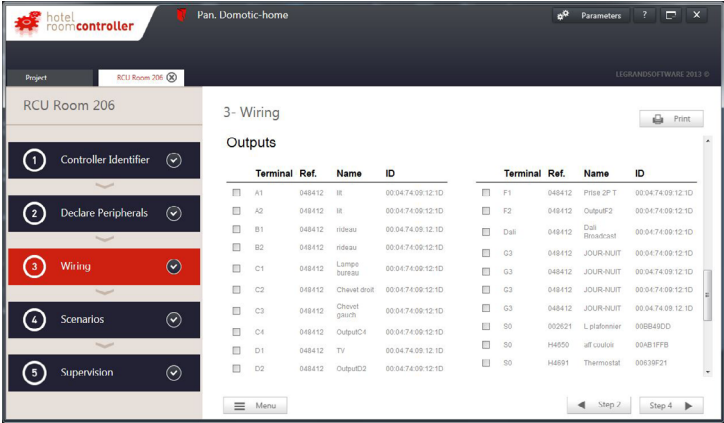 hotel
roomcontroller
Pan. Domotic-home
Parameters
?
X
Project
RCU Room 206
LEGRANDSOFTWARE 2013 ©
RCU Room 206
1 Controller Identifier
2 Declare Peripherals
3 Wiring
4 Scenarios
5 Supervision
3- Wiring
Print
Outputs
Terminal Ref. Name ID
A1 048412 lit 00:04:74:09:12:1D
A2 048412 lit 00:04:74:09:12:1D
B1 048412 rideau 00:04:74:09:12:1D
B2 048412 rideau 00:04:74:09:12:1D
C1 048412 Lampe bureau 00:04:74:09:12:1D
C2 048412 Chevet droit 00:04:74:09:12:1D
C3 048412 Chevet gauch 00:04:74:09:12:1D
C4 048412 OutputC4 00:04:74:09:12:1D
D1 048412 TV 00:04:74:09:12:1D
D2 048412 OutputD2 00:04:74:09:12:1D
Terminal Ref. Name ID
F1 048412 Prise 2P T 00:04:74:09:12:1D
F2 048412 OutputF2 00:04:74:09:12:1D
Dali 048412 Dali Broadcast 00:04:74:09:12:1D
G3 048412 JOUR-NUIT 00:04:74:09:12:1D
G3 048412 JOUR-NUIT 00:04:74:09:12:1D
G3 048412 JOUR-NUIT 00:04:74:09:12:1D
S0 002621 L plafonnier 00BB49DD
S0 H4650 aff couloir 00AB1FFB
S0 H4691 Thermostat 00639F21
Menu
Step 2
Step 4